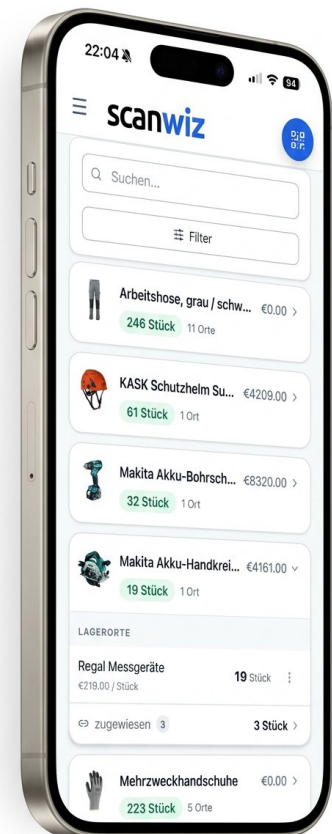 22:04
94
scanwiz
Suchen...
Filter
Arbeitshose, grau / schw... €0.00
246 Stück 11 Orte
KASK Schutzhelm Su... €4209.00
61 Stück 1 Ort
Makita Akku-Bohrsch... €8320.00
32 Stück 1 Ort
Makita Akku-Handkrei... €4161.00
19 Stück 1 Ort
LAGERORTE
Regal Messgeräte 19 Stück
€219.00 / Stück
zugewiesen 3 3 Stück
Mehrzweckhandschuhe €0.00
223 Stück 5 Orte